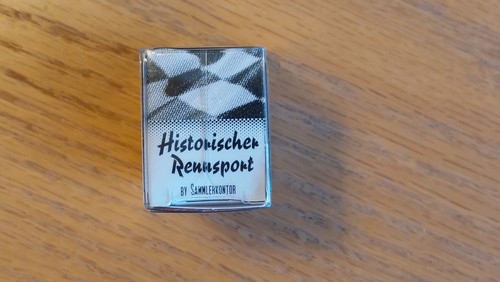 Historischer
Rennsport
BY SAMMLERKONTOR